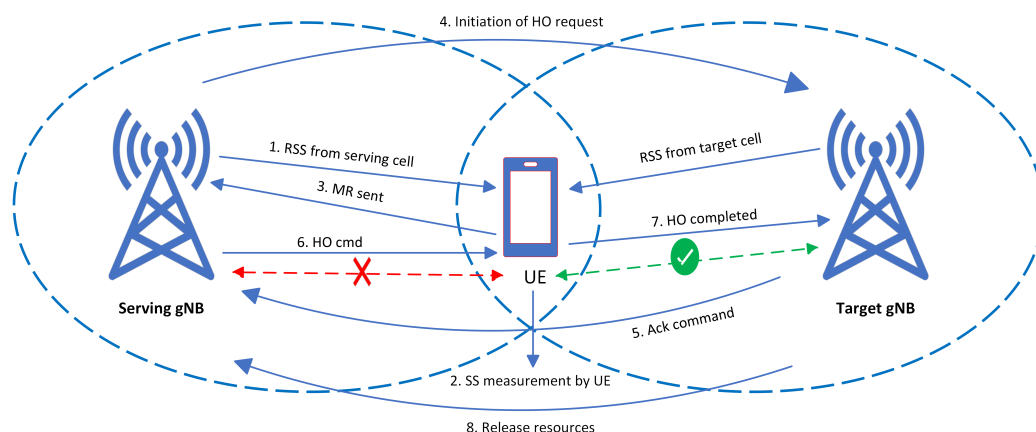 4. Initiation of HO request
1. RSS from serving cell
RSS from target cell
3. MR sent
7. HO completed
6. HO cmd
UE
Serving gNB
Target gNB
5. Ack command
2. SS measurement by UE
8. Release resources